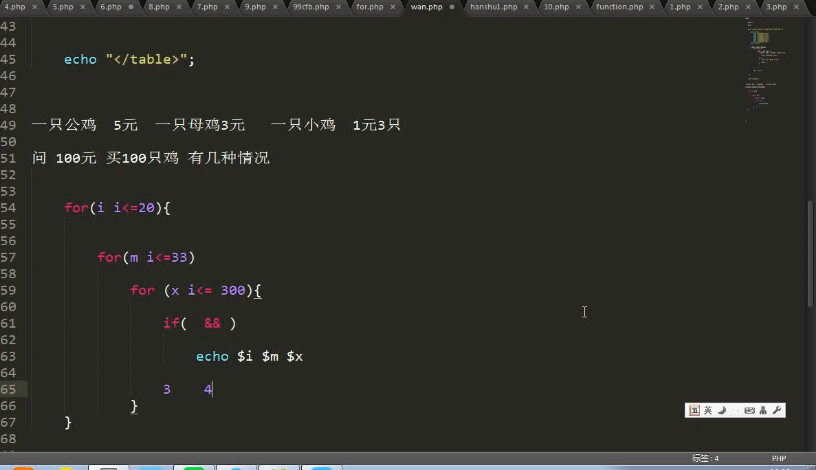 4.php × 5.php 6.php 8.php × 7.php × 9.php × 99cfb.php × for.php × wan.php hanshu1.php × 10.php × function.php × 1.php × 2.php × 3.php ×
43
44
45 echo "</table>";
46
47
48
49 一只公鸡 5元 一只母鸡3元 一只小鸡 1元3只
50
51 问 100元 买100只鸡 有几种情况
52
53
54 for(i i<=20){
55
56
57 for(m i<=33)
58
59 for (x i<= 300){
60
61 if( && )
62
63 echo $i $m $x
64
65 3 4
66 }
67 }
68
五 英
标签: 4 PHP